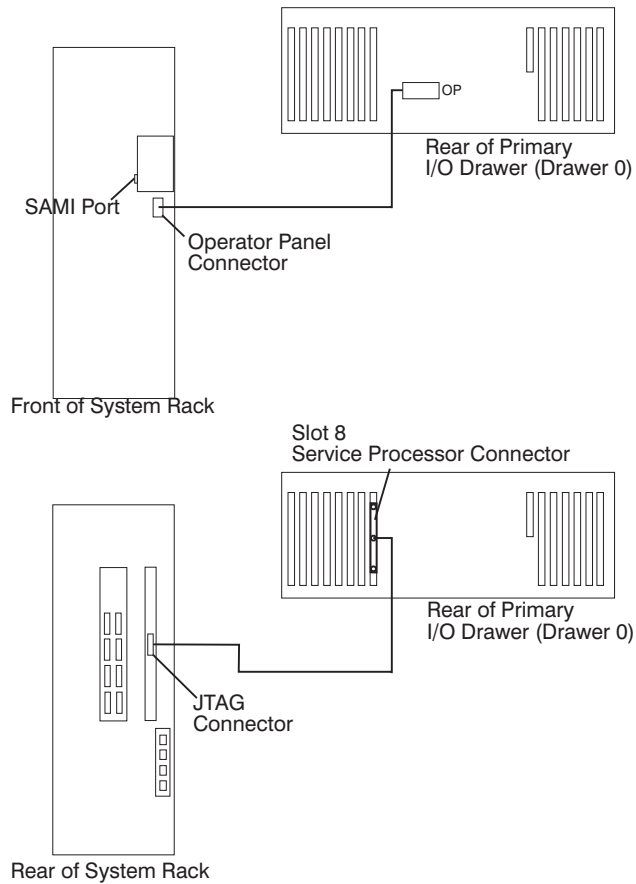 OP
Rear of Primary
I/O Drawer (Drawer 0)
SAMI Port
Operator Panel
Connector
Front of System Rack
Slot 8
Service Processor Connector
Rear of Primary
I/O Drawer (Drawer 0)
JTAG
Connector
Rear of System Rack